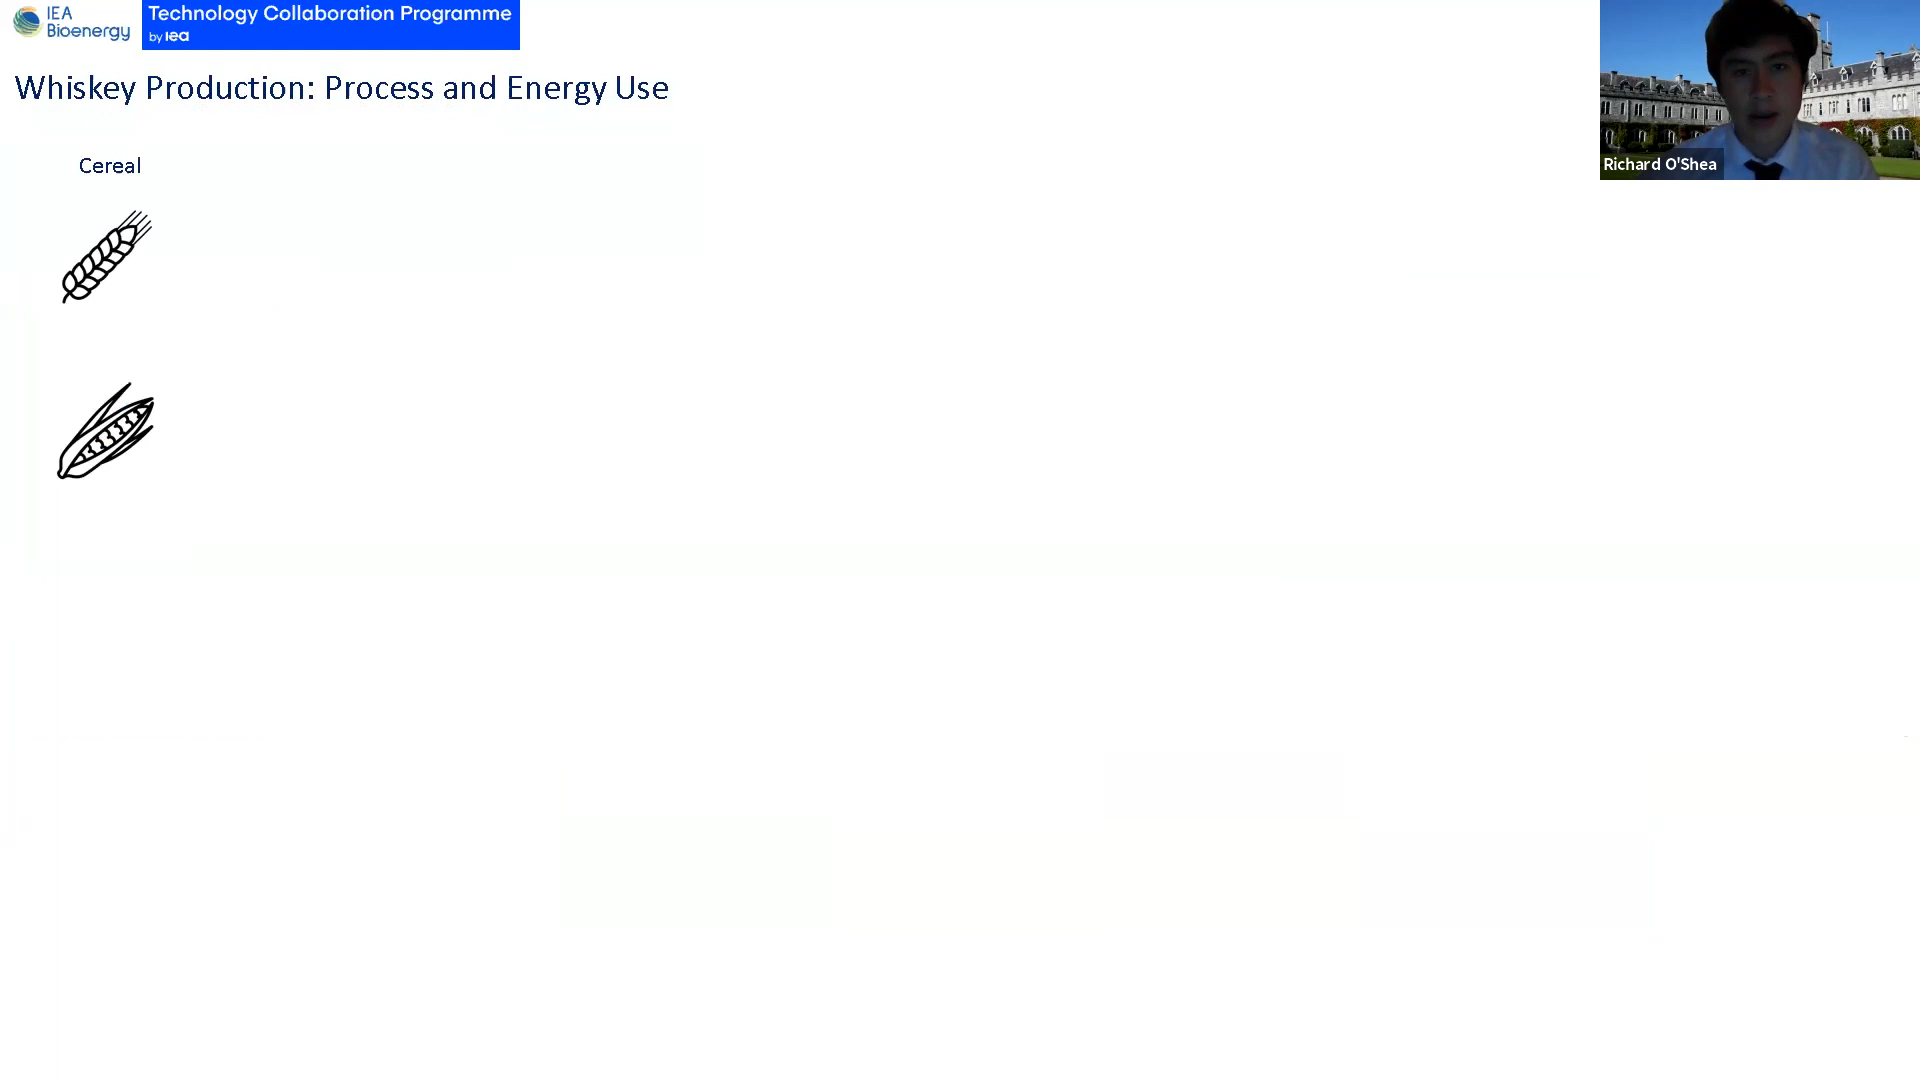 IEA
Bioenergy
Technology Collaboration Programme
by iea
Whiskey Production: Process and Energy Use
Cereal
Richard O'Shea